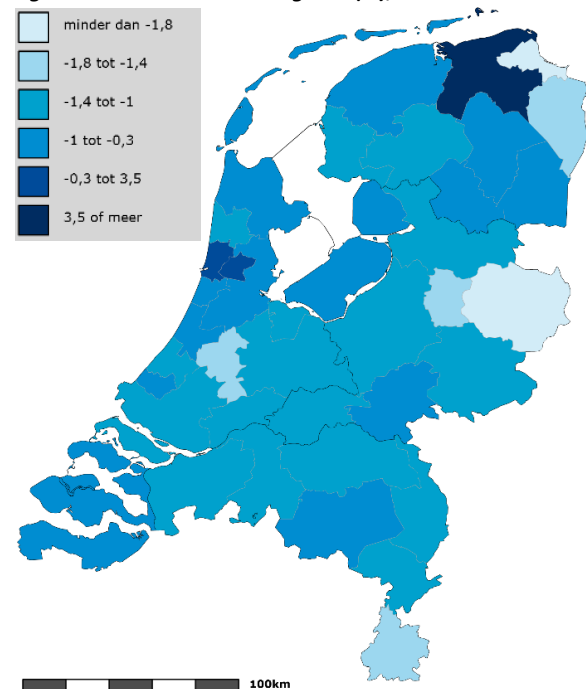 minder dan -1,8
-1,8 tot -1,4
-1,4 tot -1
-1 tot -0,3
-0,3 tot 3,5
3,5 of meer
100km